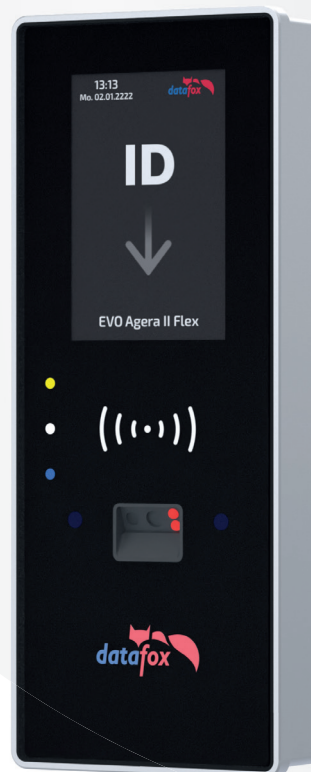 13:13
Mo. 02.01.2222
datafox
ID
EVO Agera II Flex
datafox